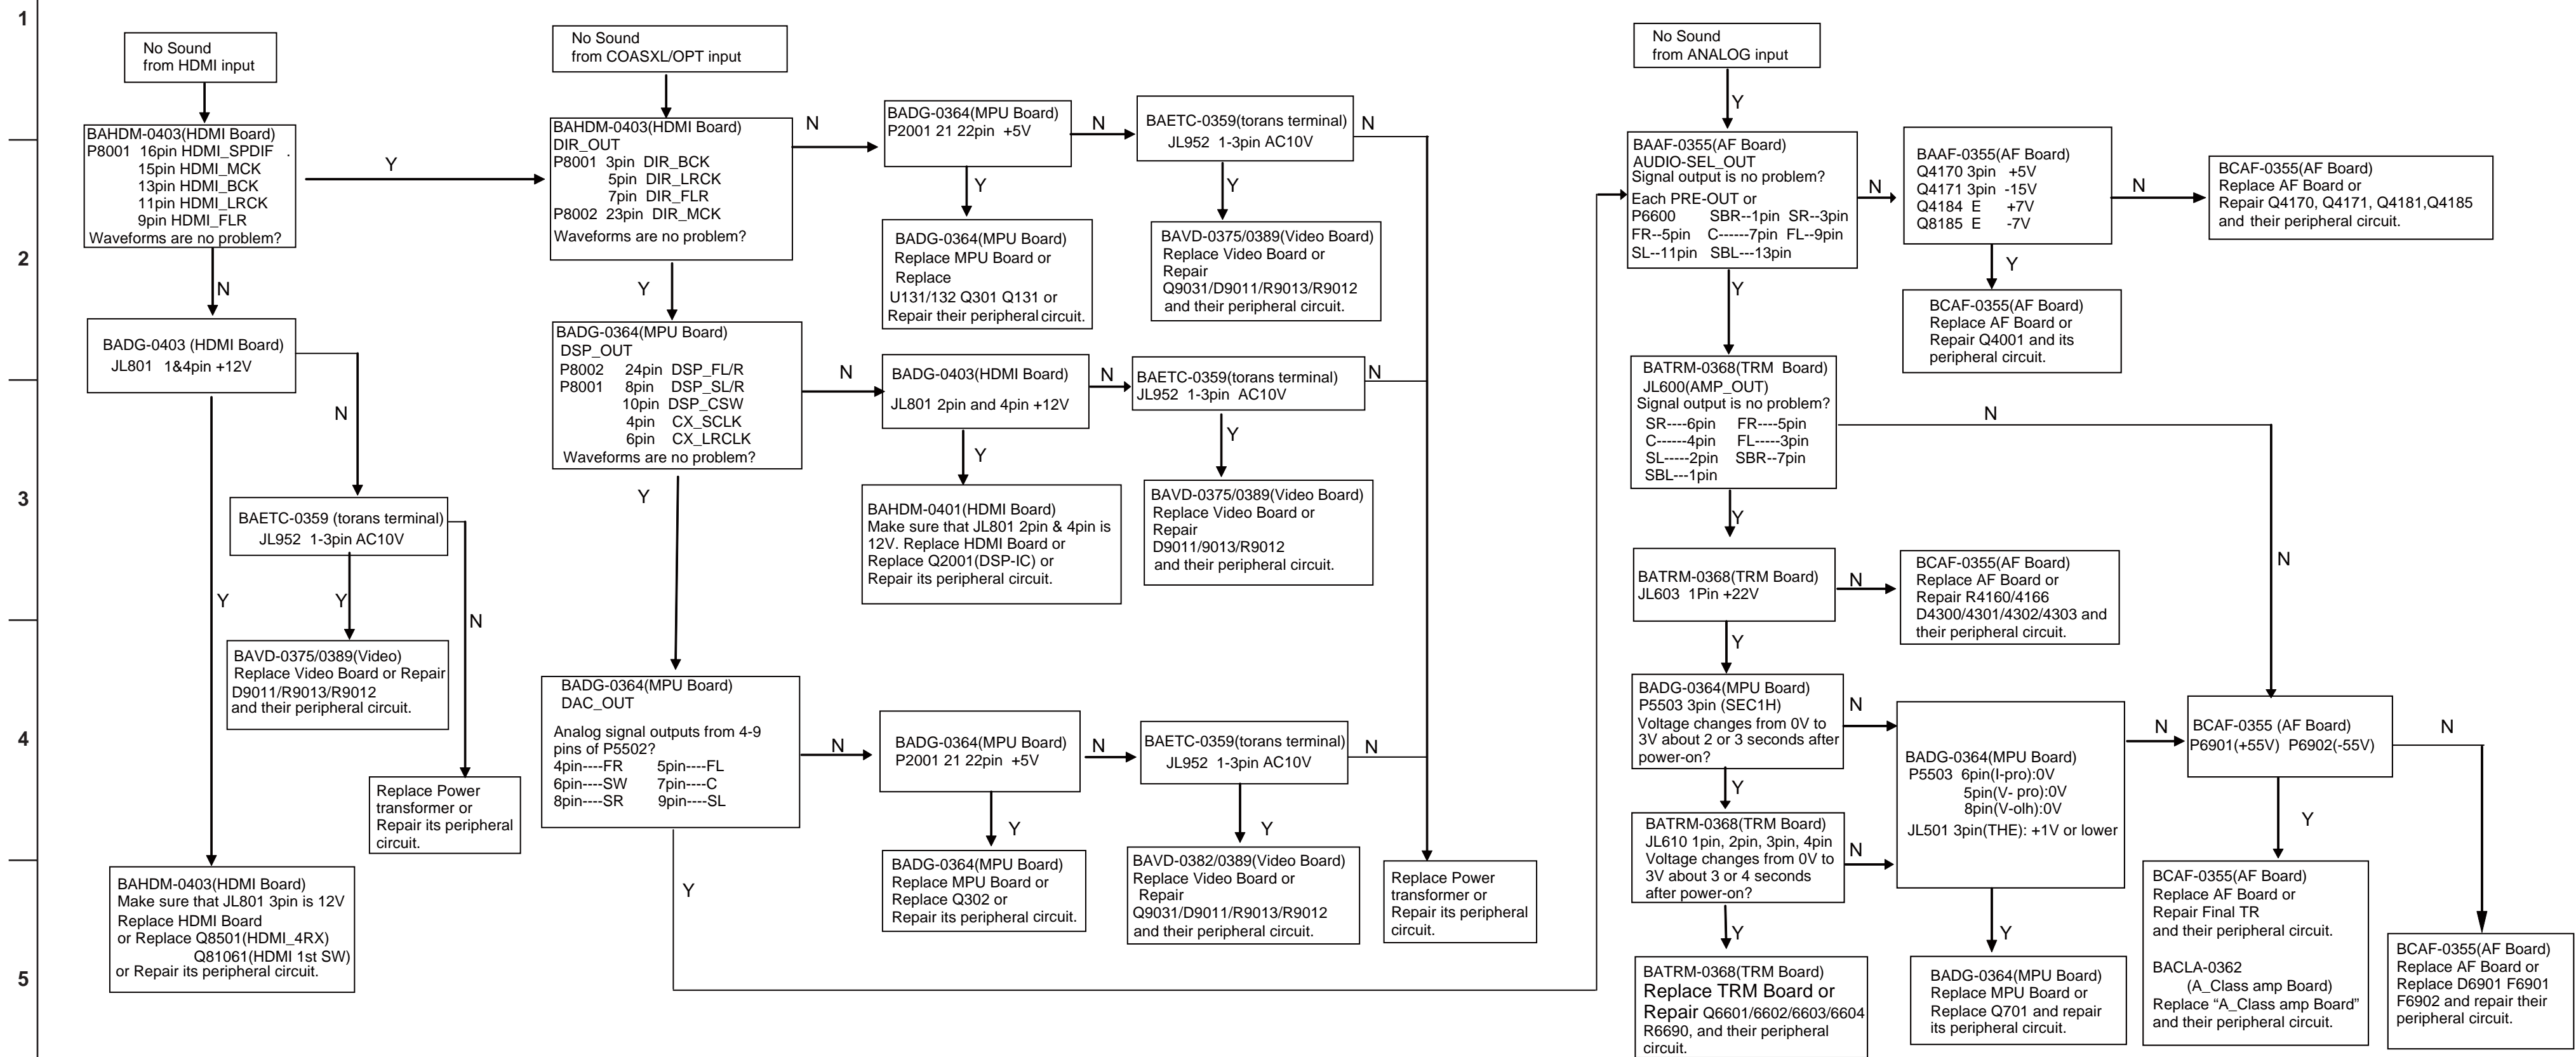 1
2
3
4
5
No Sound
from HDMI input
BAHDM-0403(HDMI Board)
P8001 16pin HDMI_SPDIF .
15pin HDMI_MCK
13pin HDMI_BCK
11pin HDMI_LRCK
9pin HDMI_FLR
Waveforms are no problem?
Y
N
BADG-0403 (HDMI Board)
JL801 1&4pin +12V
N
Y
BAETC-0359 (torans terminal)
JL952 1-3pin AC10V
Y
N
BAVD-0375/0389(Video)
Replace Video Board or Repair
D9011/R9013/R9012
and their peripheral circuit.
Replace Power
transformer or
Repair its peripheral
circuit.
BAHDM-0403(HDMI Board)
Make sure that JL801 3pin is 12V
Replace HDMI Board
or Replace Q8501(HDMI_4RX)
Q81061(HDMI 1st SW)
or Repair its peripheral circuit.
No Sound
from COASXL/OPT input
BAHDM-0403(HDMI Board)
DIR_OUT
P8001 3pin DIR_BCK
5pin DIR_LRCK
7pin DIR_FLR
P8002 23pin DIR_MCK
Waveforms are no problem?
N
Y
BADG-0364(MPU Board)
P2001 21 22pin +5V
N
Y
BAETC-0359(torans terminal)
JL952 1-3pin AC10V
N
Y
BADG-0364(MPU Board)
Replace MPU Board or
Replace
U131/132 Q301 Q131 or
Repair their peripheral circuit.
BAVD-0375/0389(Video Board)
Replace Video Board or
Repair
Q9031/D9011/R9013/R9012
and their peripheral circuit.
BADG-0364(MPU Board)
DSP_OUT
P8002 24pin DSP_FL/R
P8001 8pin DSP_SL/R
10pin DSP_CSW
4pin CX_SCLK
6pin CX_LRCLK
Waveforms are no problem?
N
Y
BADG-0403(HDMI Board)
JL801 2pin and 4pin +12V
N
Y
BAETC-0359(torans terminal)
JL952 1-3pin AC10V
N
Y
BAHDM-0401(HDMI Board)
Make sure that JL801 2pin & 4pin is
12V. Replace HDMI Board or
Replace Q2001(DSP-IC) or
Repair its peripheral circuit.
BAVD-0375/0389(Video Board)
Replace Video Board or
Repair
D9011/9013/R9012
and their peripheral circuit.
BADG-0364(MPU Board)
DAC_OUT
Analog signal outputs from 4-9
pins of P5502?
4pin----FR 5pin----FL
6pin----SW 7pin----C
8pin----SR 9pin----SL
N
Y
BADG-0364(MPU Board)
P2001 21 22pin +5V
N
Y
BAETC-0359(torans terminal)
JL952 1-3pin AC10V
N
Y
BADG-0364(MPU Board)
Replace MPU Board or
Replace Q302 or
Repair its peripheral circuit.
BAVD-0382/0389(Video Board)
Replace Video Board or
Repair
Q9031/D9011/R9013/R9012
and their peripheral circuit.
Replace Power
transformer or
Repair its peripheral
circuit.
No Sound
from ANALOG input
Y
BAAF-0355(AF Board)
AUDIO-SEL_OUT
Signal output is no problem?
Each PRE-OUT or
P6600 SBR--1pin SR--3pin
FR--5pin C------7pin FL--9pin
SL--11pin SBL---13pin
N
Y
BAAF-0355(AF Board)
Q4170 3pin +5V
Q4171 3pin -15V
Q4184 E +7V
Q8185 E -7V
N
Y
BCAF-0355(AF Board)
Replace AF Board or
Repair Q4170, Q4171, Q4181,Q4185
and their peripheral circuit.
BCAF-0355(AF Board)
Replace AF Board or
Repair Q4001 and its
peripheral circuit.
BATRM-0368(TRM Board)
JL600(AMP_OUT)
Signal output is no problem?
SR----6pin FR----5pin
C------4pin FL-----3pin
SL-----2pin SBR--7pin
SBL---1pin
N
N
Y
BATRM-0368(TRM Board)
JL603 1Pin +22V
N
Y
BCAF-0355(AF Board)
Replace AF Board or
Repair R4160/4166
D4300/4301/4302/4303 and
their peripheral circuit.
BADG-0364(MPU Board)
P5503 3pin (SEC1H)
Voltage changes from 0V to
3V about 2 or 3 seconds after
power-on?
N
Y
BATRM-0368(TRM Board)
JL610 1pin, 2pin, 3pin, 4pin
Voltage changes from 0V to
3V about 3 or 4 seconds
after power-on?
N
Y
BATRM-0368(TRM Board)
Replace TRM Board or
Repair Q6601/6602/6603/6604
R6690, and their peripheral
circuit.
BADG-0364(MPU Board)
P5503 6pin(I-pro):0V
5pin(V- pro):0V
8pin(V-olh):0V
JL501 3pin(THE): +1V or lower
N
Y
BADG-0364(MPU Board)
Replace MPU Board or
Replace Q701 and repair
its peripheral circuit.
BCAF-0355 (AF Board)
P6901(+55V) P6902(-55V)
N
Y
BCAF-0355(AF Board)
Replace AF Board or
Repair Final TR
and their peripheral circuit.
BACLA-0362
(A_Class amp Board)
Replace “A_Class amp Board”
and their peripheral circuit.
BCAF-0355(AF Board)
Replace AF Board or
Replace D6901 F6901
F6902 and repair their
peripheral circuit.